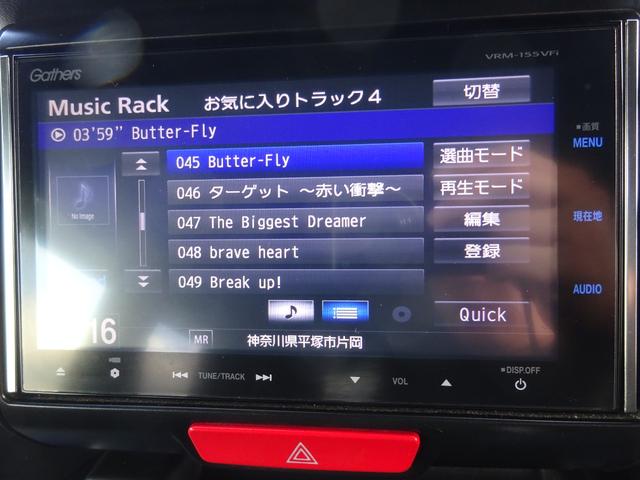 Gathers
VRM-155VFi
Music Rack お気に入りトラック4 切替
03'59" Butter-Fly
045 Butter-Fly
046 ターゲット ～赤い衝撃～
047 The Biggest Dreamer
048 brave heart
049 Break up!
選曲モード
再生モード
編集
登録
Quick
No Image
16
MR 神奈川県平塚市片岡
画質
MENU
現在地
AUDIO
TUNE/TRACK
VOL
DISP.OFF